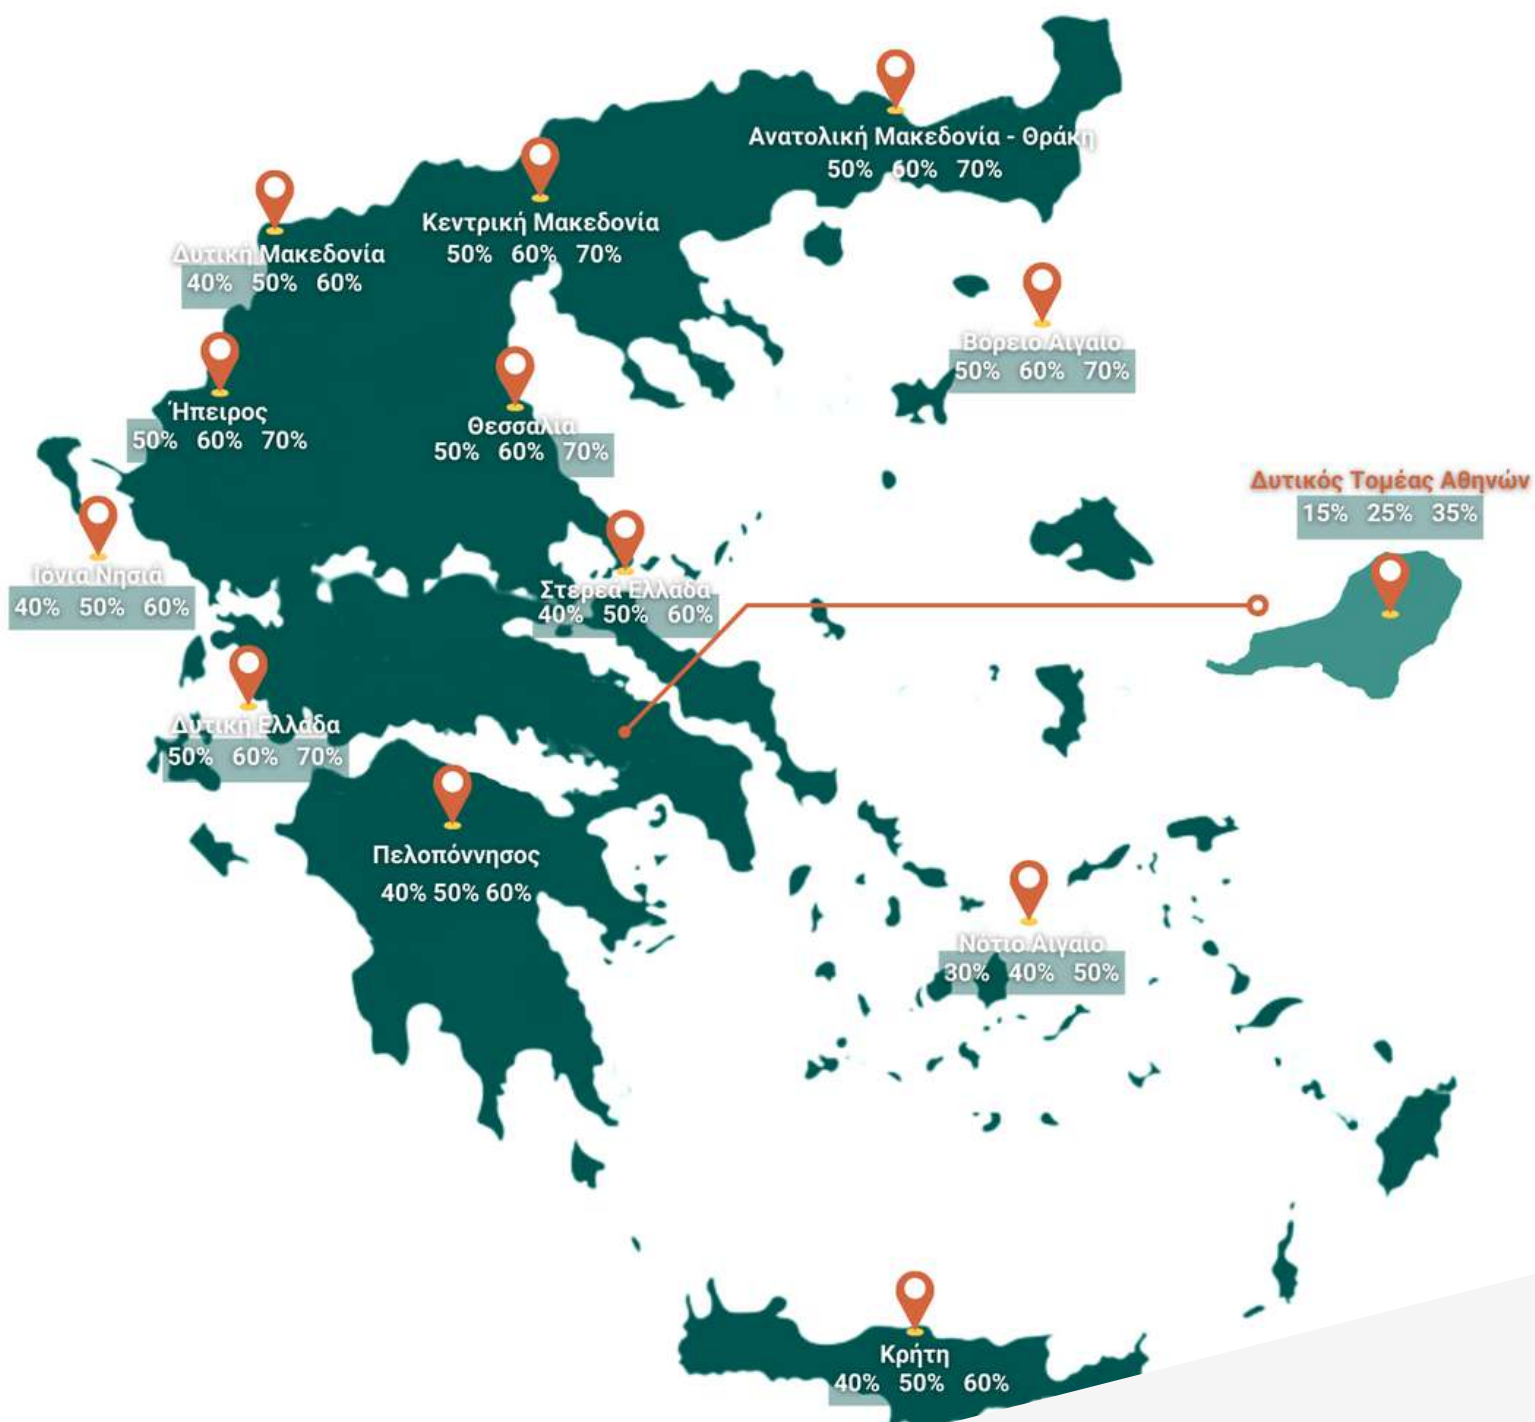 Ανατολική Μακεδονία - Θράκη
50% 60% 70%
Κεντρική Μακεδονία
50% 60% 70%
Δυτική Μακεδονία
40% 50% 60%
Βόρειο Αιγαίο
50% 60% 70%
Ήπειρος
50% 60% 70%
Θεσσαλία
50% 60% 70%
Δυτικός Τομέας Αθηνών
15% 25% 35%
Ιόνια Νησιά
40% 50% 60%
Στερεά Ελλάδα
40% 50% 60%
Δυτική Ελλάδα
50% 60% 70%
Πελοπόννησος
40% 50% 60%
Νότιο Αιγαίο
30% 40% 50%
Κρήτη
40% 50% 60%